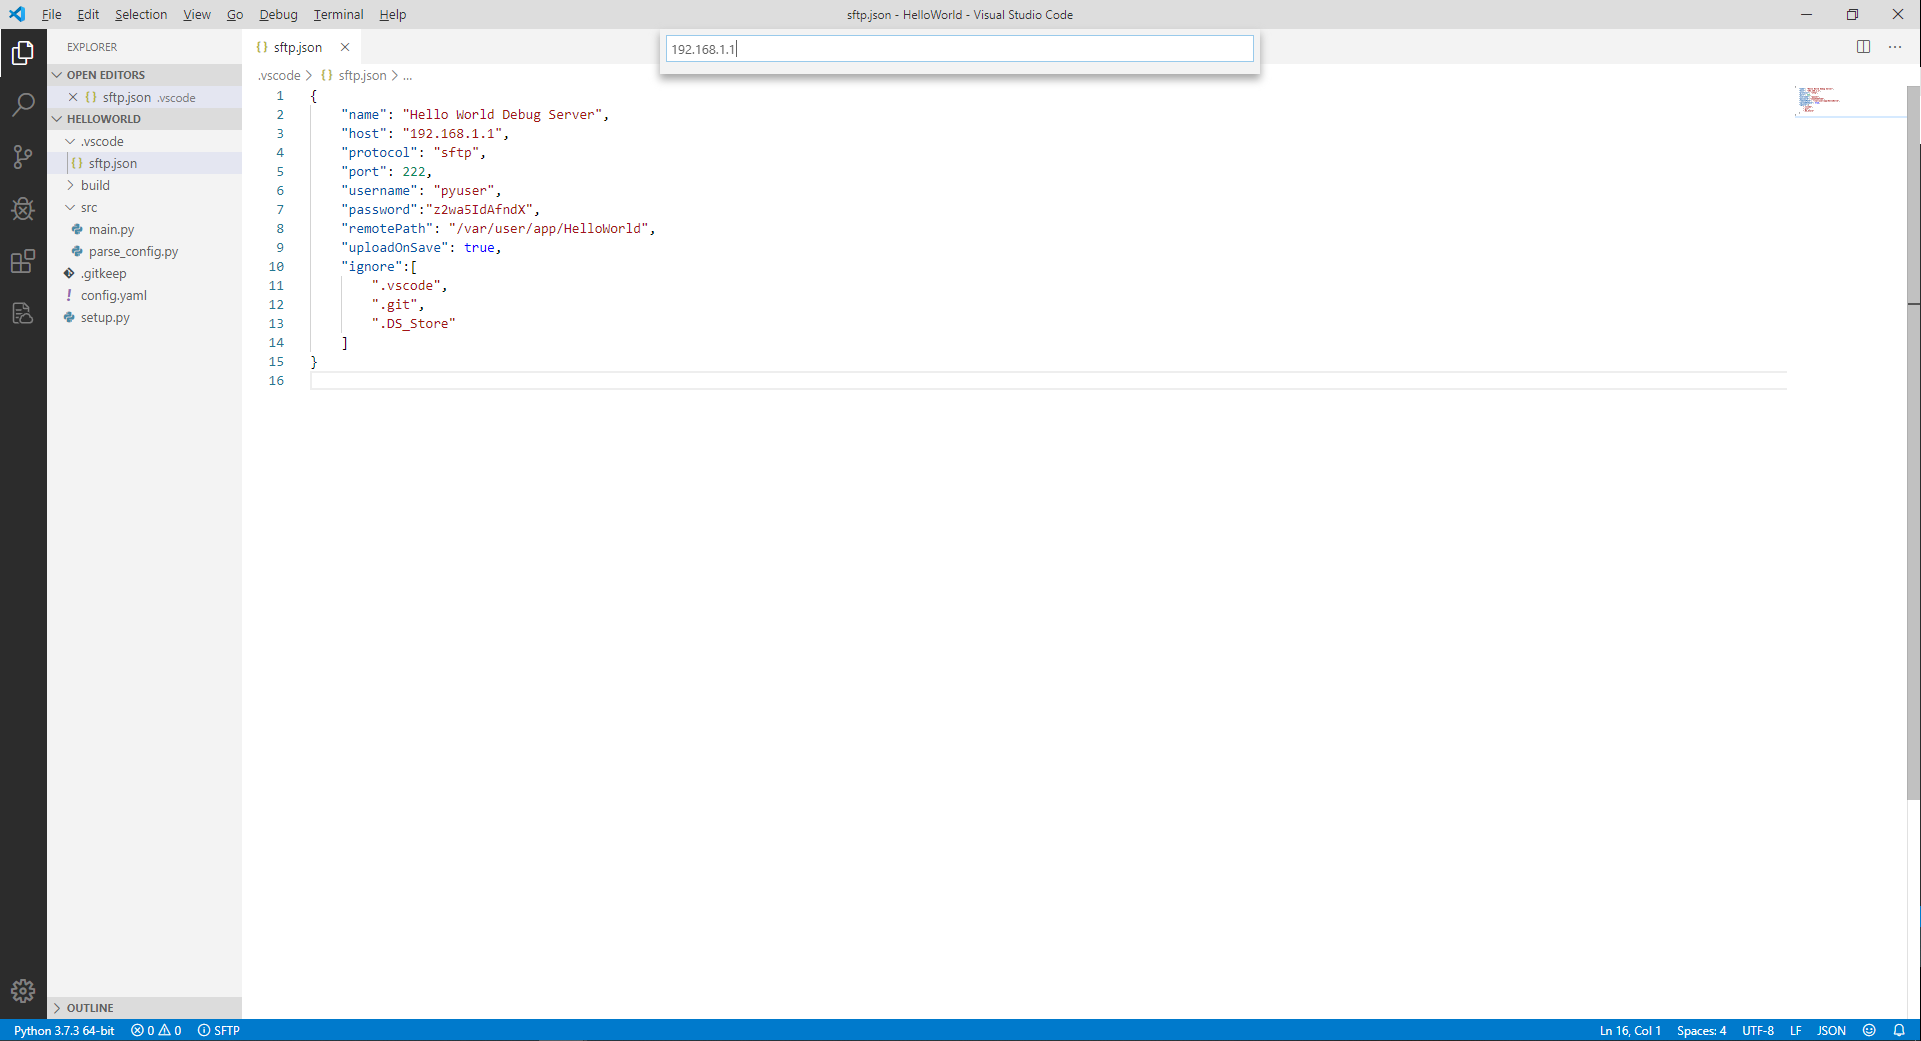 File Edit Selection View Go Debug Terminal Help
sftp.json - HelloWorld - Visual Studio Code
EXPLORER
OPEN EDITORS
{} sftp.json .vscode
HELLOWORLD
.vscode
{} sftp.json
build
src
main.py
parse_config.py
.gitkeep
! config.yaml
setup.py
OUTLINE
{} sftp.json
192.168.1.1
.vscode > {} sftp.json > ...
1 {
2 "name": "Hello World Debug Server",
3 "host": "192.168.1.1",
4 "protocol": "sftp",
5 "port": 222,
6 "username": "pyuser",
7 "password":"z2wa5IdAfndX",
8 "remotePath": "/var/user/app/HelloWorld",
9 "uploadOnSave": true,
10 "ignore":[
11 ".vscode",
12 ".git",
13 ".DS_Store"
14 ]
15 }
16
Python 3.7.3 64-bit 0 0 SFTP
Ln 16, Col 1 Spaces: 4 UTF-8 LF JSON